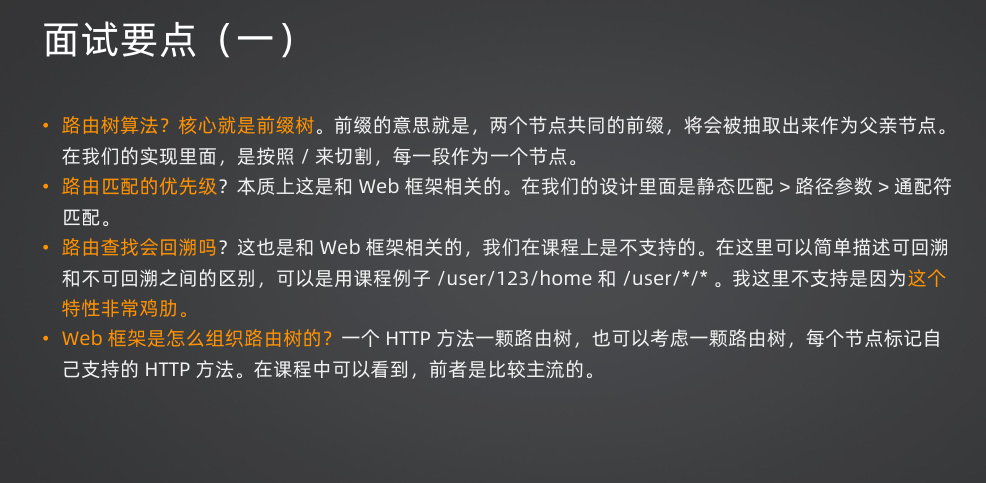 面试要点（一）
• 路由树算法？核心就是前缀树。前缀的意思就是，两个节点共同的前缀，将会被抽取出来作为父亲节点。
在我们的实现里面，是按照 / 来切割，每一段作为一个节点。
• 路由匹配的优先级？本质上这是和 Web 框架相关的。在我们的设计里面是静态匹配 > 路径参数 > 通配符
匹配。
• 路由查找会回溯吗？这也是和 Web 框架相关的，我们在课程上是不支持的。在这里可以简单描述可回溯
和不可回溯之间的区别，可以是用课程例子 /user/123/home 和 /user/*/* 。我这里不支持是因为这个
特性非常鸡肋。
• Web 框架是怎么组织路由树的？一个 HTTP 方法一颗路由树，也可以考虑一颗路由树，每个节点标记自
己支持的 HTTP 方法。在课程中可以看到，前者是比较主流的。